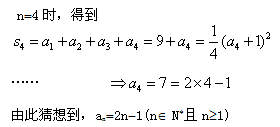 n=4 时，得到
s₄ = a₁ + a₂ + a₃ + a₄ = 9 + a₄ = 1/4 (a₄ + 1)²
…… ⇒ a₄ = 7 = 2×4−1
由此猜想到，aₙ=2n−1(n∈ N*且 n≥1)